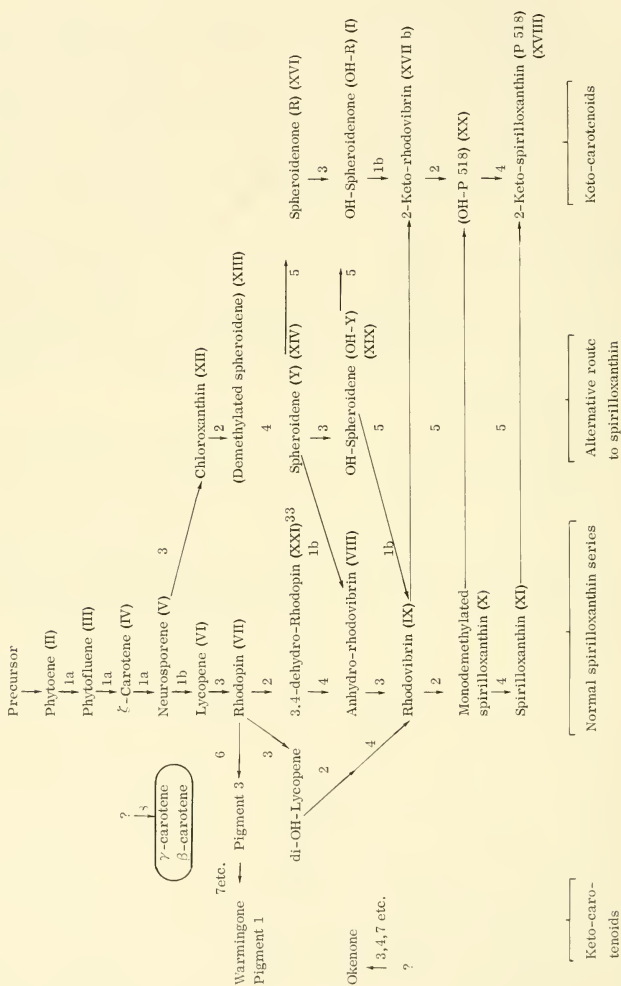 Precursor
Phytoene (II)
1a
Phytofluene (III)
1a
ζ-Carotene (IV)
1a
Neurosporene (V)
3
Chloroxanthin (XII)
1b
2
Lycopene (VI)
(Demethylated spheroidene) (XIII)
3
Rhodopin (VII)
2
4
3,4-dehydro-Rhodopin (XXI)33
Spheroidene (Y) (XIV)
5
Spheroidenone (R) (XVI)
4
1b
3
3
Anhydro-rhodovibrin (VIII)
OH-Spheroidene (OH-Y)
(XIX)
5
OH-Spheroidenone (OH-R) (I)
3
1b
5
1b
Rhodovibrin (IX)
2-Keto-rhodovibrin (XVII b)
2
5
2
Monodemethylated
spirilloxanthin (X)
(OH-P 518) (XX)
4
5
4
Spirilloxanthin (XI)
2-Keto-spirilloxanthin (P 518)
(XVIII)
?
γ-carotene
β-carotene
6
Pigment 3
7etc.
Warmingone
Pigment 1
3
di-OH-Lycopene
2
4
Okenone
3,4,7 etc.
?
Keto-caro-
tenoids
Normal spirilloxanthin series
Alternative route
to spirilloxanthin
Keto-carotenoids